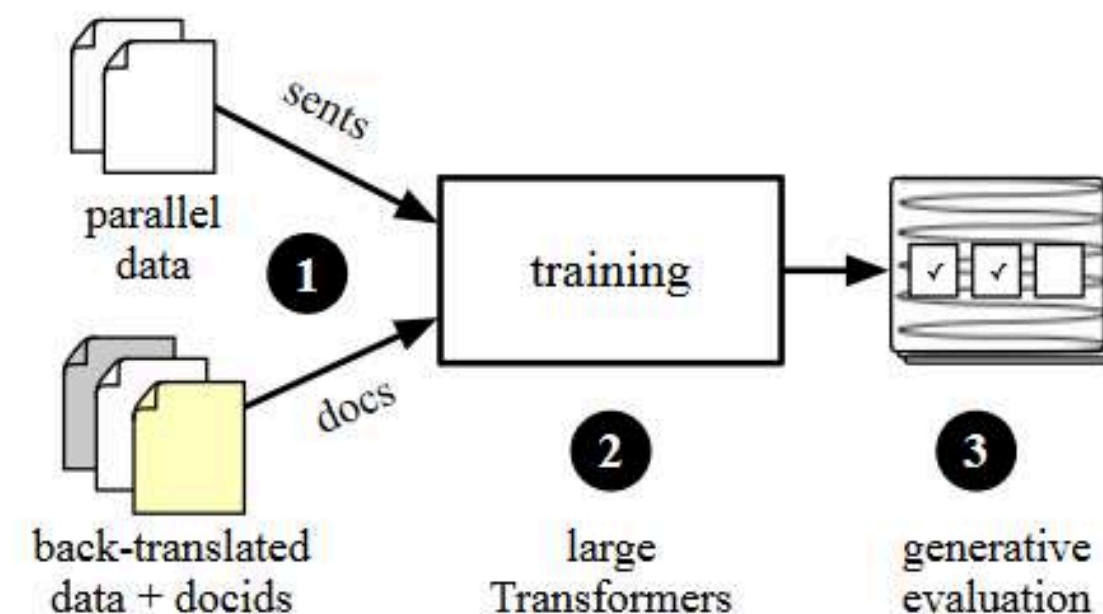 sents
parallel
data
1
training
✓ ✓
docs
2
3
back-translated
data + docids
large
Transformers
generative
evaluation